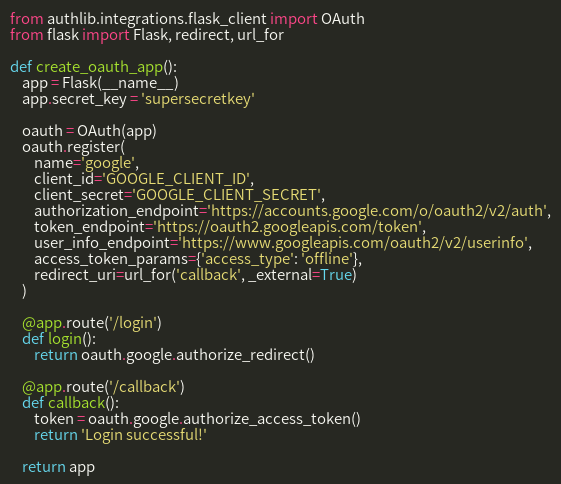 from authlib.integrations.flask_client import OAuth
from flask import Flask, redirect, url_for

def create_oauth_app():
    app = Flask(__name__)
    app.secret_key = 'supersecretkey'

    oauth = OAuth(app)
    oauth.register(
        name='google',
        client_id='GOOGLE_CLIENT_ID',
        client_secret='GOOGLE_CLIENT_SECRET',
        authorization_endpoint='https://accounts.google.com/o/oauth2/v2/auth',
        token_endpoint='https://oauth2.googleapis.com/token',
        user_info_endpoint='https://www.googleapis.com/oauth2/v2/userinfo',
        access_token_params={'access_type': 'offline'},
        redirect_uri=url_for('callback', _external=True)
    )

    @app.route('/login')
    def login():
        return oauth.google.authorize_redirect()

    @app.route('/callback')
    def callback():
        token = oauth.google.authorize_access_token()
        return 'Login successful!'

    return app